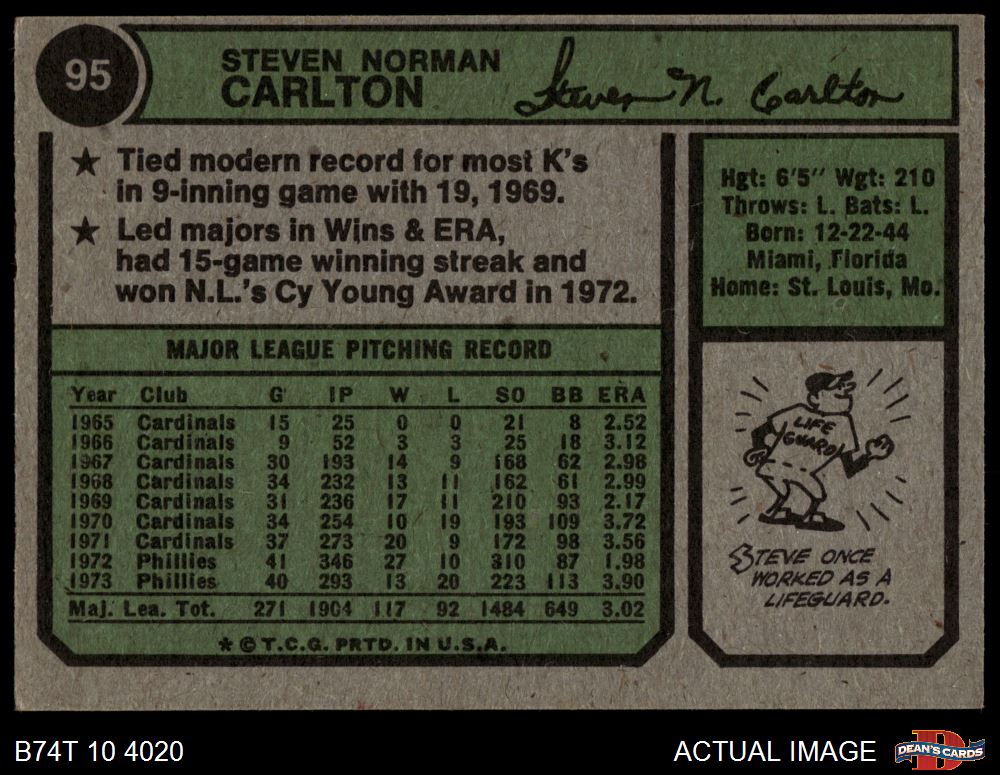 95
STEVEN NORMAN
CARLTON
Steven N. Carlton
★ Tied modern record for most K's
in 9-inning game with 19, 1969.
★ Led majors in Wins & ERA,
had 15-game winning streak and
won N.L.'s Cy Young Award in 1972.
Hgt: 6'5" Wgt: 210
Throws: L. Bats: L.
Born: 12-22-44
Miami, Florida
Home: St. Louis, Mo.
MAJOR LEAGUE PITCHING RECORD
Year Club G IP W L SO BB ERA
1965 Cardinals 15 25 0 0 21 8 2.52
1966 Cardinals 9 52 3 3 25 18 3.12
1967 Cardinals 30 193 14 9 168 62 2.98
1968 Cardinals 34 232 13 11 162 61 2.99
1969 Cardinals 31 236 17 11 210 93 2.17
1970 Cardinals 34 254 10 19 193 109 3.72
1971 Cardinals 37 273 20 9 172 98 3.56
1972 Phillies 41 346 27 10 310 87 1.98
1973 Phillies 40 293 13 20 223 113 3.90
Maj. Lea. Tot. 271 1904 117 92 1484 649 3.02
* © T.C.G. PRTD. IN U.S.A.
LIFE
GUARD
STEVE ONCE
WORKED AS A
LIFEGUARD.
B74T 10 4020
ACTUAL IMAGE
D
DEAN'S CARDS